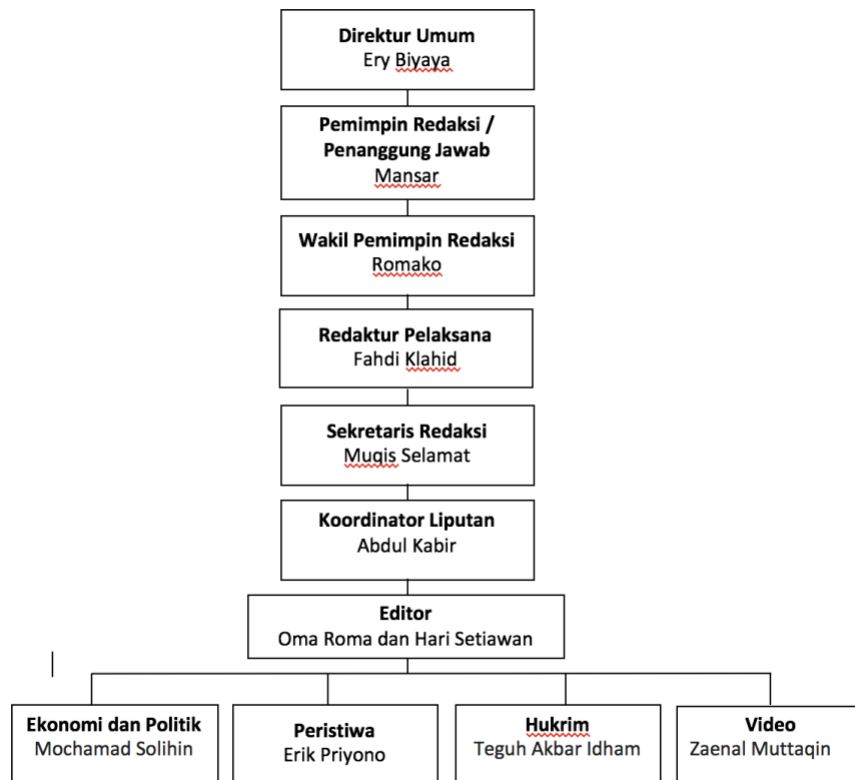 Direktur Umum
Ery Biyaya
Pemimpin Redaksi /
Penanggung Jawab
Mansar
Wakil Pemimpin Redaksi
Romako
Redaktur Pelaksana
Fahdi Klahid
Sekretaris Redaksi
Muqis Selamat
Koordinator Liputan
Abdul Kabir
Editor
Oma Roma dan Hari Setiawan
Ekonomi dan Politik
Mochamad Solihin
Peristiwa
Erik Priyono
Hukrim
Teguh Akbar Idham
Video
Zaenal Muttaqin